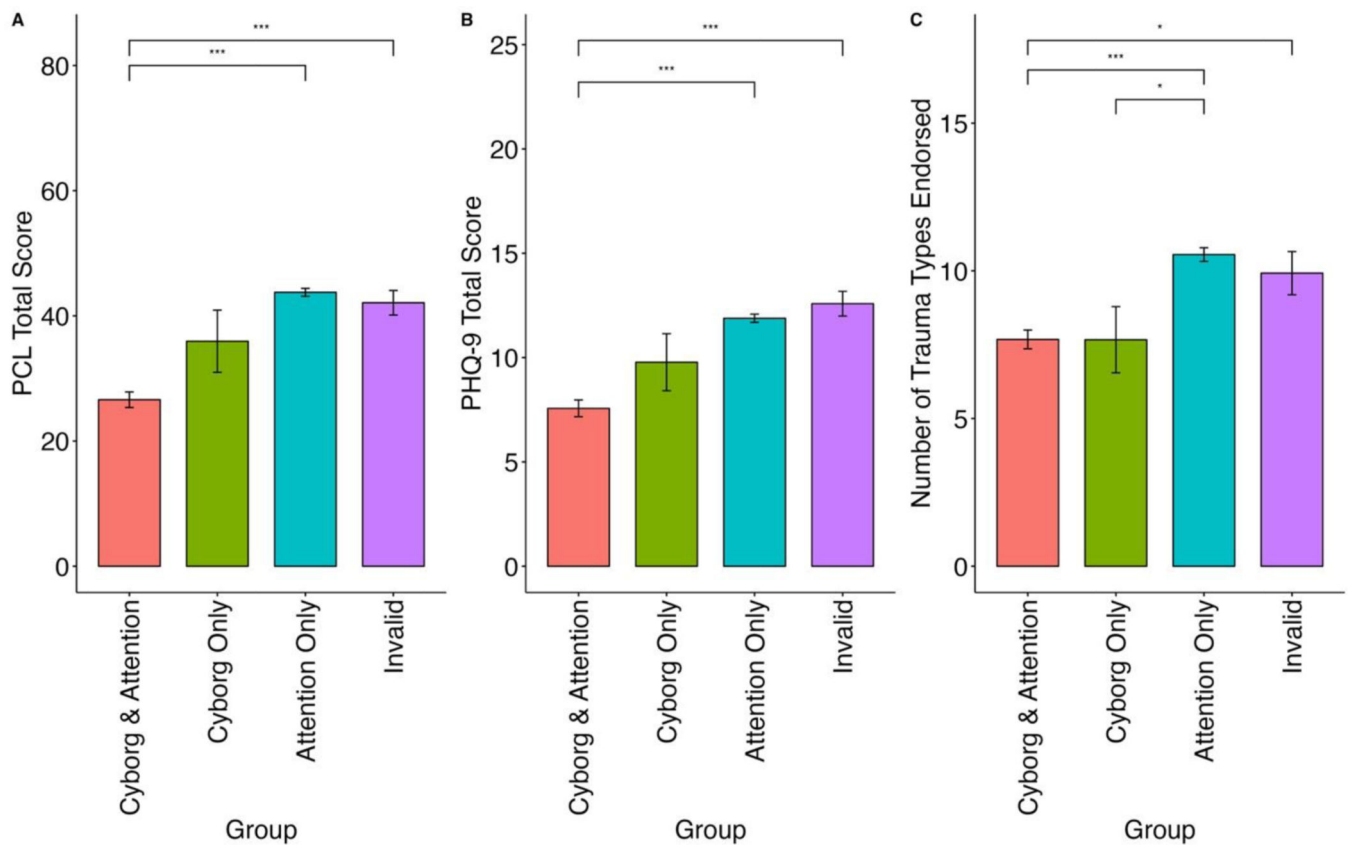 A
PCL Total Score
80
60
40
20
0
***
***
Cyborg & Attention
Cyborg Only
Attention Only
Invalid
Group
B
PHQ-9 Total Score
25
20
15
10
5
0
***
***
Cyborg & Attention
Cyborg Only
Attention Only
Invalid
Group
C
Number of Trauma Types Endorsed
15
10
5
0
*
***
*
Cyborg & Attention
Cyborg Only
Attention Only
Invalid
Group